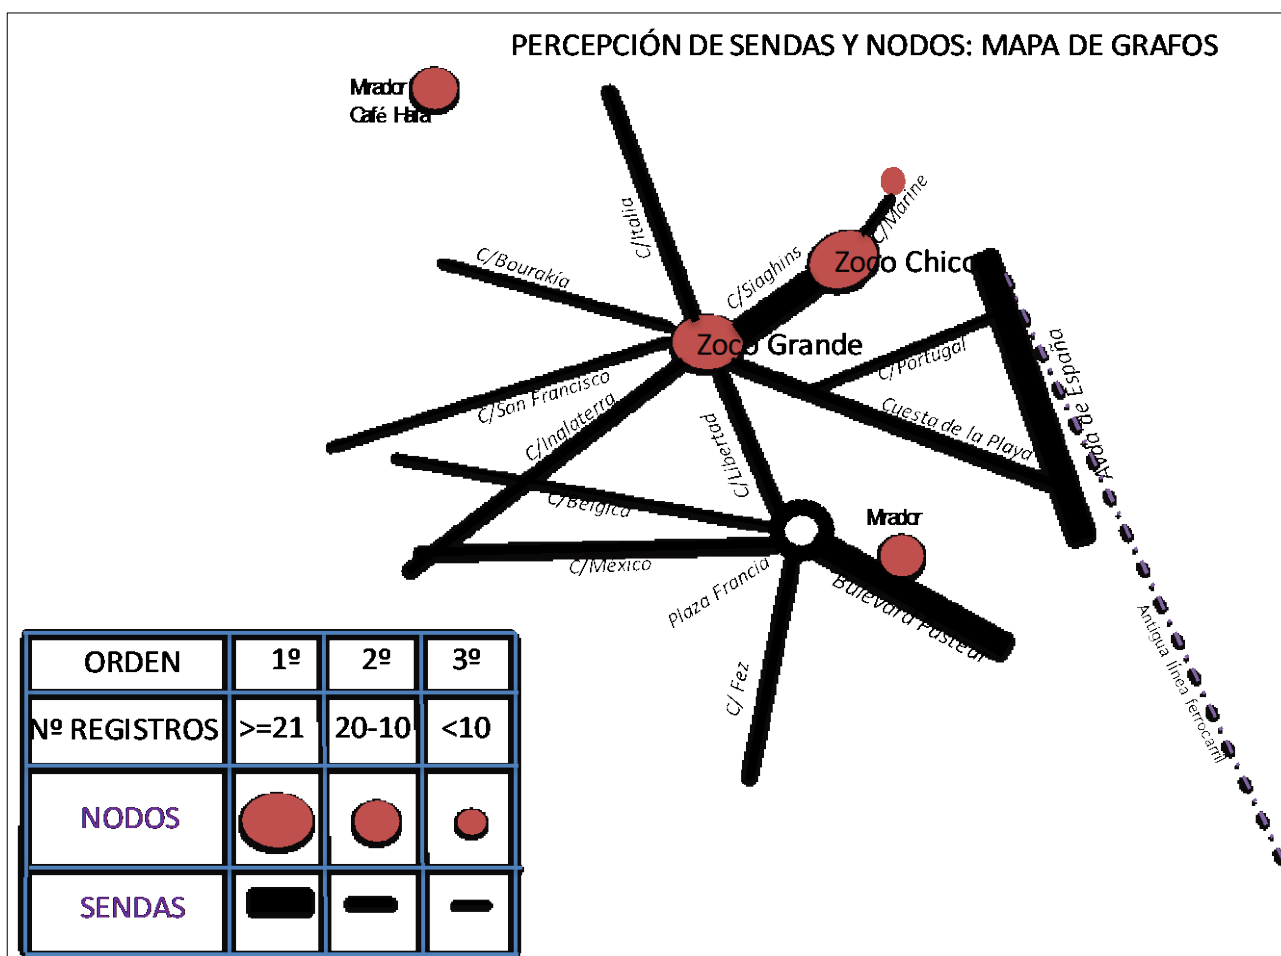 PERCEPCIÓN DE SENDAS Y NODOS: MAPA DE GRAFOS
Mirador
Café Hafa
C/Italia
C/Marine
C/Bourakía
C/Siaghins
Zoco Chico
Zoco Grande
C/San Francisco
C/Inglaterra
C/Portugal
Avda de España
Cuesta de la Playa
C/Libertad
C/Bélgica
Mirador
C/México
Plaza Francia
Bulevard Pasteur
C/ Fez
Antigua línea ferrocarril
ORDEN 1º 2º 3º
Nº REGISTROS >=21 20-10 <10
NODOS
SENDAS